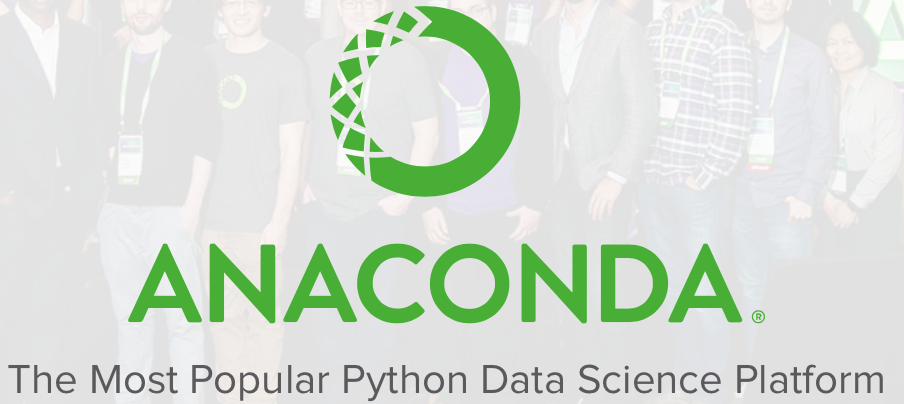 ANACONDA®
The Most Popular Python Data Science Platform